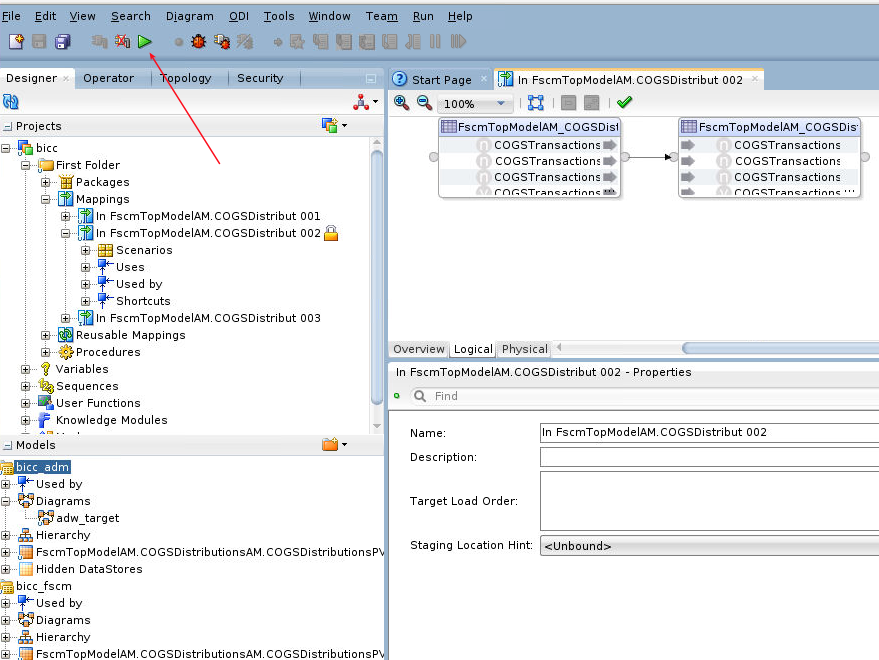 File Edit View Search Diagram ODI Tools Window Team Run Help
Designer Operator Topology Security
Projects
bicc
First Folder
Packages
Mappings
In FscmTopModelAM.COGSDistribut 001
In FscmTopModelAM.COGSDistribut 002
Scenarios
Uses
Used by
Shortcuts
In FscmTopModelAM.COGSDistribut 003
Reusable Mappings
Procedures
Variables
Sequences
User Functions
Knowledge Modules
Models
bicc_adm
Used by
Diagrams
adw_target
Hierarchy
FscmTopModelAM.COGSDistributionsAM.COGSDistributionsPV
Hidden DataStores
bicc_fscm
Used by
Diagrams
Hierarchy
FscmTopModelAM.COGSDistributionsAM.COGSDistributionsPV
Start Page In FscmTopModelAM.COGSDistribut 002
100%
FscmTopModelAM_COGSDist
COGSTransactions
COGSTransactions
COGSTransactions
COGSTransactions
FscmTopModelAM_COGSDist
COGSTransactions
COGSTransactions
COGSTransactions
COGSTransactions
Overview Logical Physical
In FscmTopModelAM.COGSDistribut 002 - Properties
Find
Name: In FscmTopModelAM.COGSDistribut 002
Description:
Target Load Order:
Staging Location Hint: <Unbound>